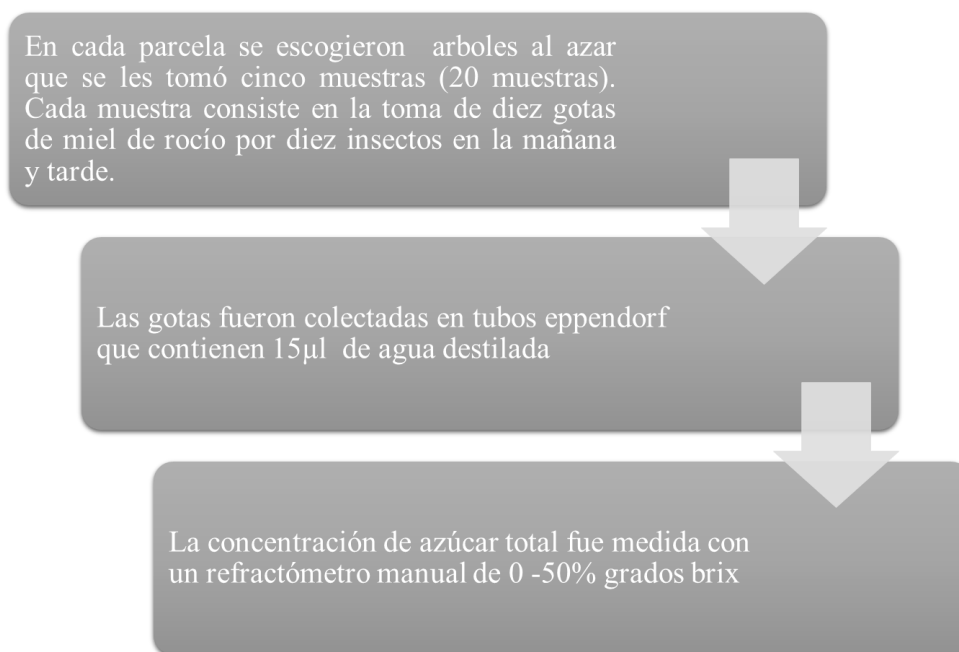 En cada parcela se escogieron arboles al azar
que se les tomó cinco muestras (20 muestras).
Cada muestra consiste en la toma de diez gotas
de miel de rocío por diez insectos en la mañana
y tarde.
Las gotas fueron colectadas en tubos eppendorf
que contienen 15µl de agua destilada
La concentración de azúcar total fue medida con
un refractómetro manual de 0 -50% grados brix